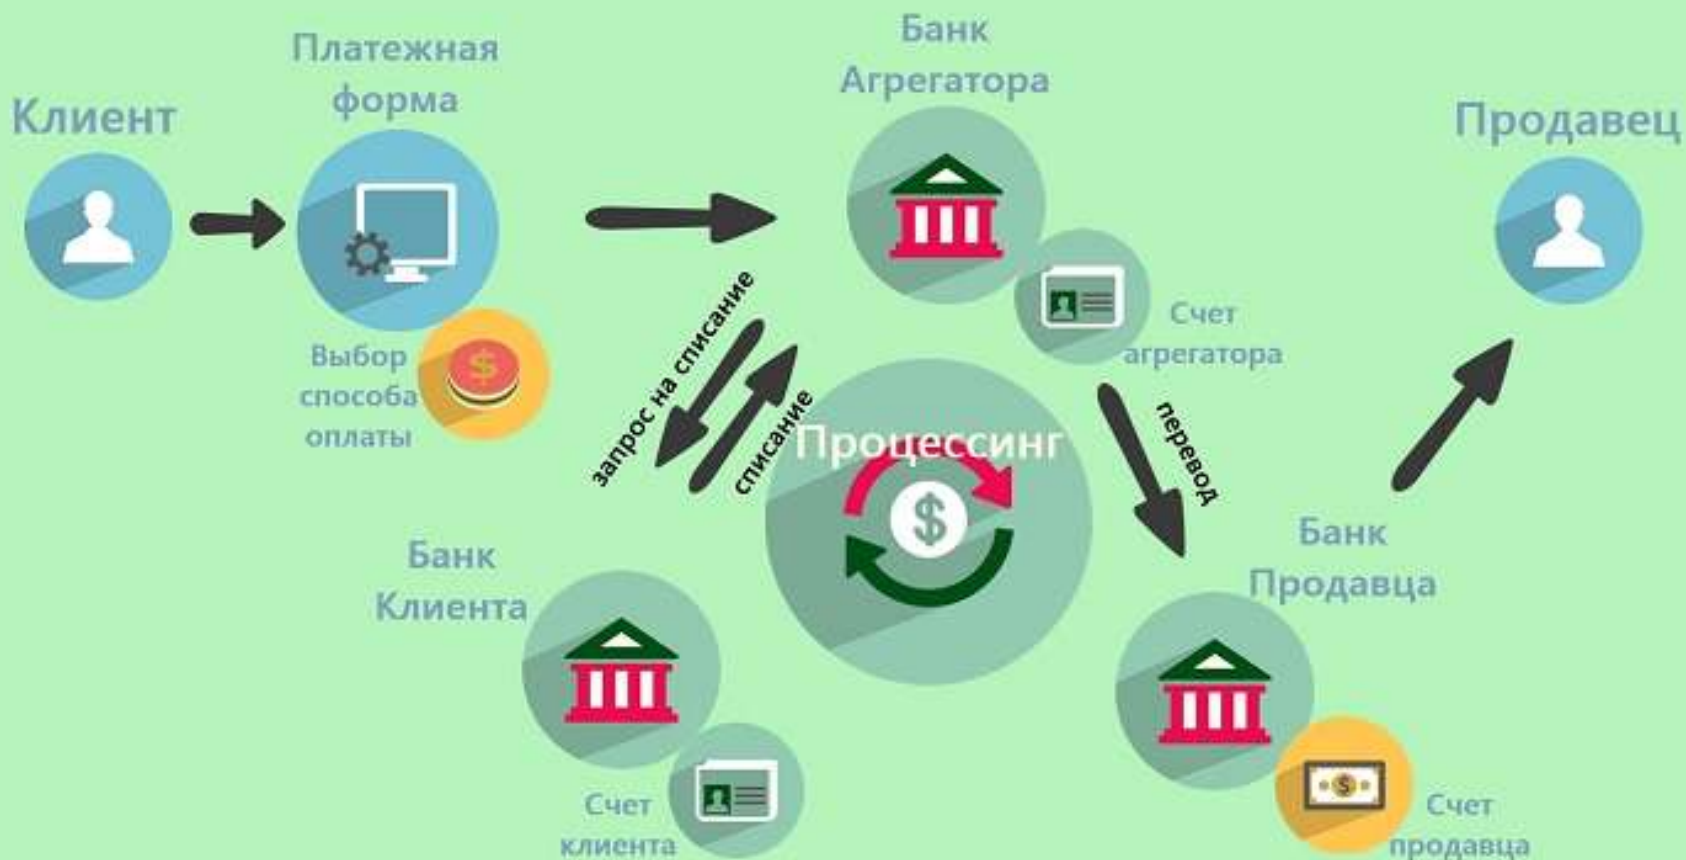 Клиент
Платежная
форма
Выбор
способа
оплаты
Банк
Агрегатора
Счет
агрегатора
Продавец
запрос на списание
списание
Процессинг
перевод
Банк
Клиента
Счет
клиента
Банк
Продавца
Счет
продавца